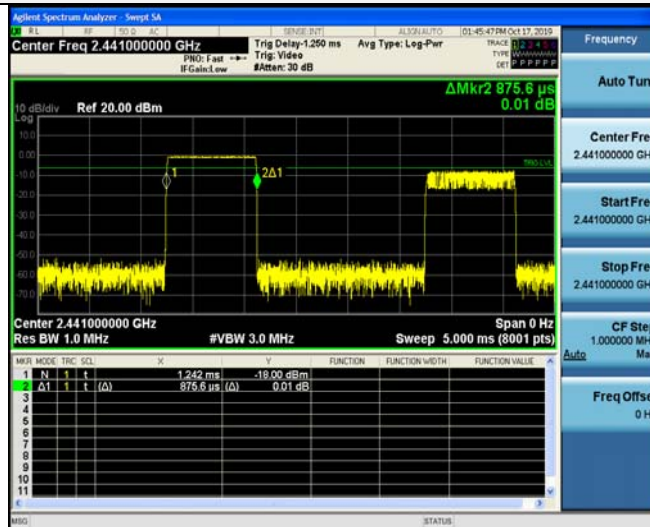 Agilent Spectrum Analyzer - Swept SA
RL RF 50 Ω AC SENSE:INT ALIGN AUTO 01:45:47 PM Oct 17, 2019
Center Freq 2.441000000 GHz
PNO: Fast
IFGain:Low
Trig Delay-1.250 ms
Trig: Video
#Atten: 30 dB
Avg Type: Log-Pwr
TRACE 1 2 3 4 5 6
TYPE
DET P P P P P P
ΔMkr2 875.6 µs
0.01 dB
10 dB/div Ref 20.00 dBm
Log
10.0
0.00
-10.0
-20.0
-30.0
-40.0
-50.0
-60.0
-70.0
1
2Δ1
TRIG LVL
Center 2.441000000 GHz Span 0 Hz
Res BW 1.0 MHz #VBW 3.0 MHz Sweep 5.000 ms (8001 pts)
MKR MODE TRC SCL X Y FUNCTION FUNCTION WIDTH FUNCTION VALUE
1 N 1 t 1.242 ms -18.00 dBm
2 Δ1 1 t (Δ) 875.6 µs (Δ) 0.01 dB
3
4
5
6
7
8
9
10
11
MSG STATUS
Frequency
Auto Tun
Center Fre
2.441000000 GH
Start Fre
2.441000000 GH
Stop Fre
2.441000000 GH
CF Ste
1.000000 MH
Auto Ma
Freq Offse
0 H